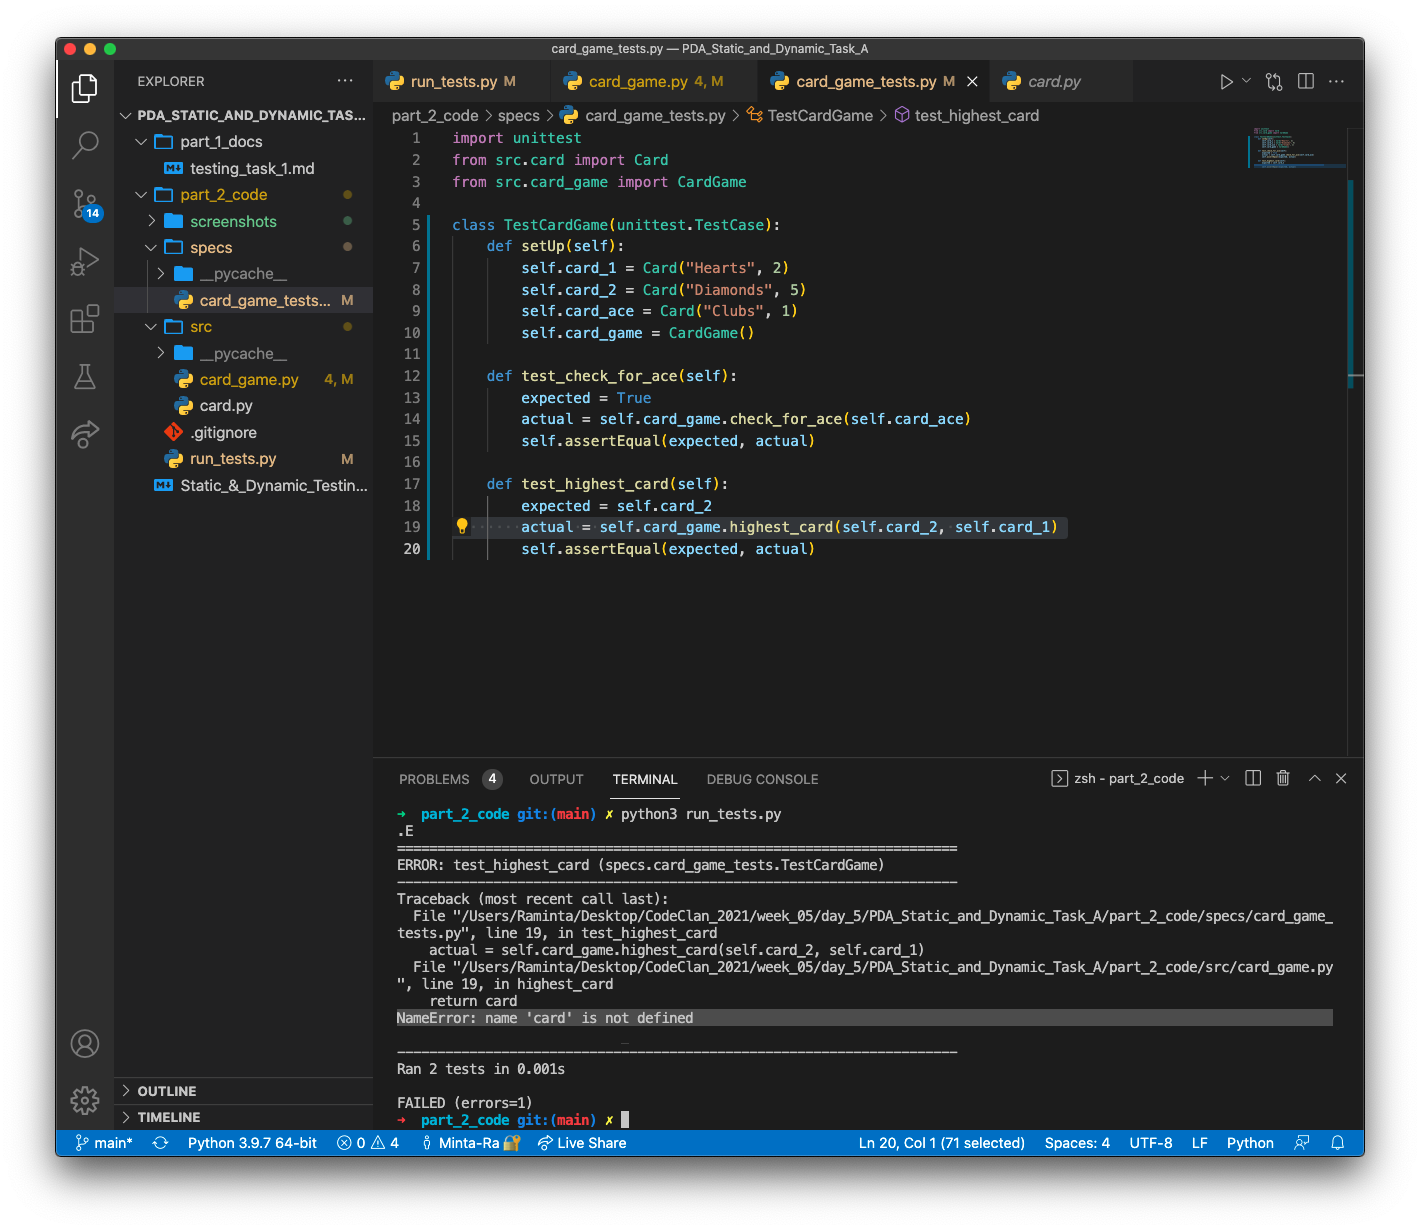 card_game_tests.py — PDA_Static_and_Dynamic_Task_A
EXPLORER
PDA_STATIC_AND_DYNAMIC_TAS...
part_1_docs
testing_task_1.md
part_2_code
screenshots
specs
__pycache__
card_game_tests... M
src
__pycache__
card_game.py 4, M
card.py
.gitignore
run_tests.py M
Static_&_Dynamic_Testin...
OUTLINE
TIMELINE
14
run_tests.py M card_game.py 4, M card_game_tests.py M card.py
part_2_code > specs > card_game_tests.py > TestCardGame > test_highest_card
1 import unittest
2 from src.card import Card
3 from src.card_game import CardGame
4
5 class TestCardGame(unittest.TestCase):
6 def setUp(self):
7 self.card_1 = Card("Hearts", 2)
8 self.card_2 = Card("Diamonds", 5)
9 self.card_ace = Card("Clubs", 1)
10 self.card_game = CardGame()
11
12 def test_check_for_ace(self):
13 expected = True
14 actual = self.card_game.check_for_ace(self.card_ace)
15 self.assertEqual(expected, actual)
16
17 def test_highest_card(self):
18 expected = self.card_2
19 actual = self.card_game.highest_card(self.card_2, self.card_1)
20 self.assertEqual(expected, actual)
PROBLEMS 4 OUTPUT TERMINAL DEBUG CONSOLE zsh - part_2_code
➜ part_2_code git:(main) ✗ python3 run_tests.py
.E
======================================================================
ERROR: test_highest_card (specs.card_game_tests.TestCardGame)
----------------------------------------------------------------------
Traceback (most recent call last):
File "/Users/Raminta/Desktop/CodeClan_2021/week_05/day_5/PDA_Static_and_Dynamic_Task_A/part_2_code/specs/card_game_
tests.py", line 19, in test_highest_card
actual = self.card_game.highest_card(self.card_2, self.card_1)
File "/Users/Raminta/Desktop/CodeClan_2021/week_05/day_5/PDA_Static_and_Dynamic_Task_A/part_2_code/src/card_game.py
", line 19, in highest_card
return card
NameError: name 'card' is not defined
----------------------------------------------------------------------
Ran 2 tests in 0.001s
FAILED (errors=1)
➜ part_2_code git:(main) ✗
main* Python 3.9.7 64-bit 0 4 Minta-Ra Live Share Ln 20, Col 1 (71 selected) Spaces: 4 UTF-8 LF Python